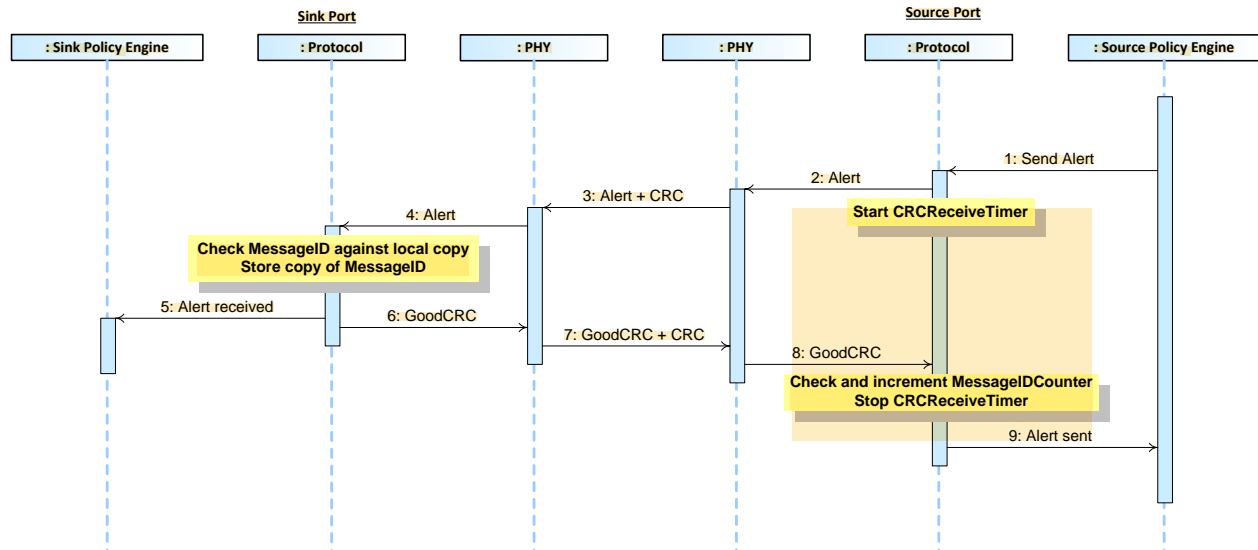 Sink Port
Source Port
: Sink Policy Engine
: Protocol
: PHY
: PHY
: Protocol
: Source Policy Engine
1: Send Alert
2: Alert
3: Alert + CRC
Start CRCReceiveTimer
4: Alert
Check MessageID against local copy
Store copy of MessageID
5: Alert received
6: GoodCRC
7: GoodCRC + CRC
8: GoodCRC
Check and increment MessageIDCounter
Stop CRCReceiveTimer
9: Alert sent